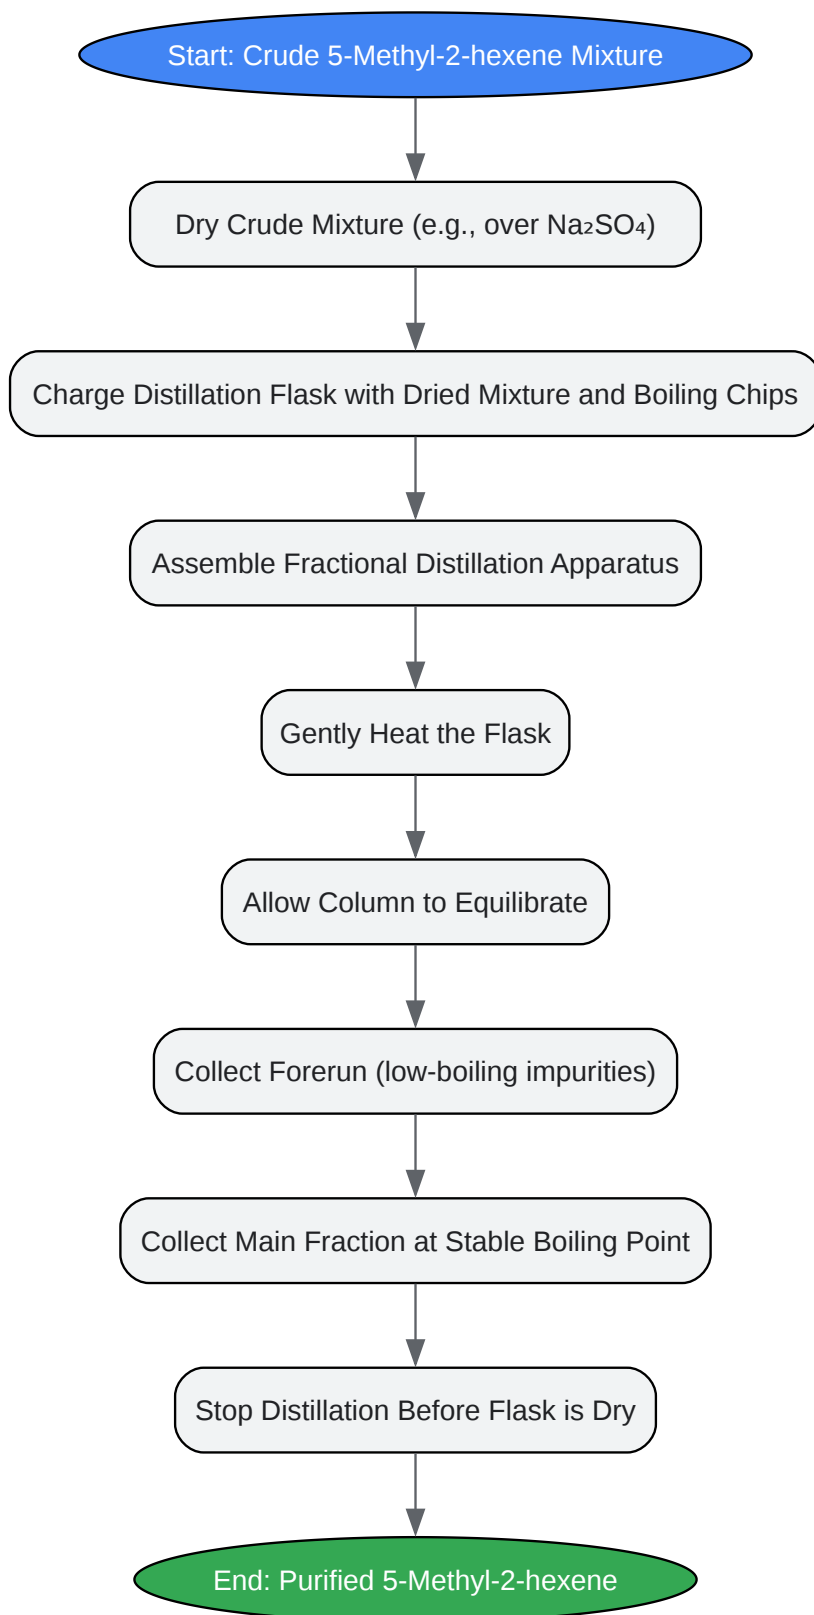 Start: Crude 5-Methyl-2-hexene Mixture
Dry Crude Mixture (e.g., over Na₂SO₄)
Charge Distillation Flask with Dried Mixture and Boiling Chips
Assemble Fractional Distillation Apparatus
Gently Heat the Flask
Allow Column to Equilibrate
Collect Forerun (low-boiling impurities)
Collect Main Fraction at Stable Boiling Point
Stop Distillation Before Flask is Dry
End: Purified 5-Methyl-2-hexene